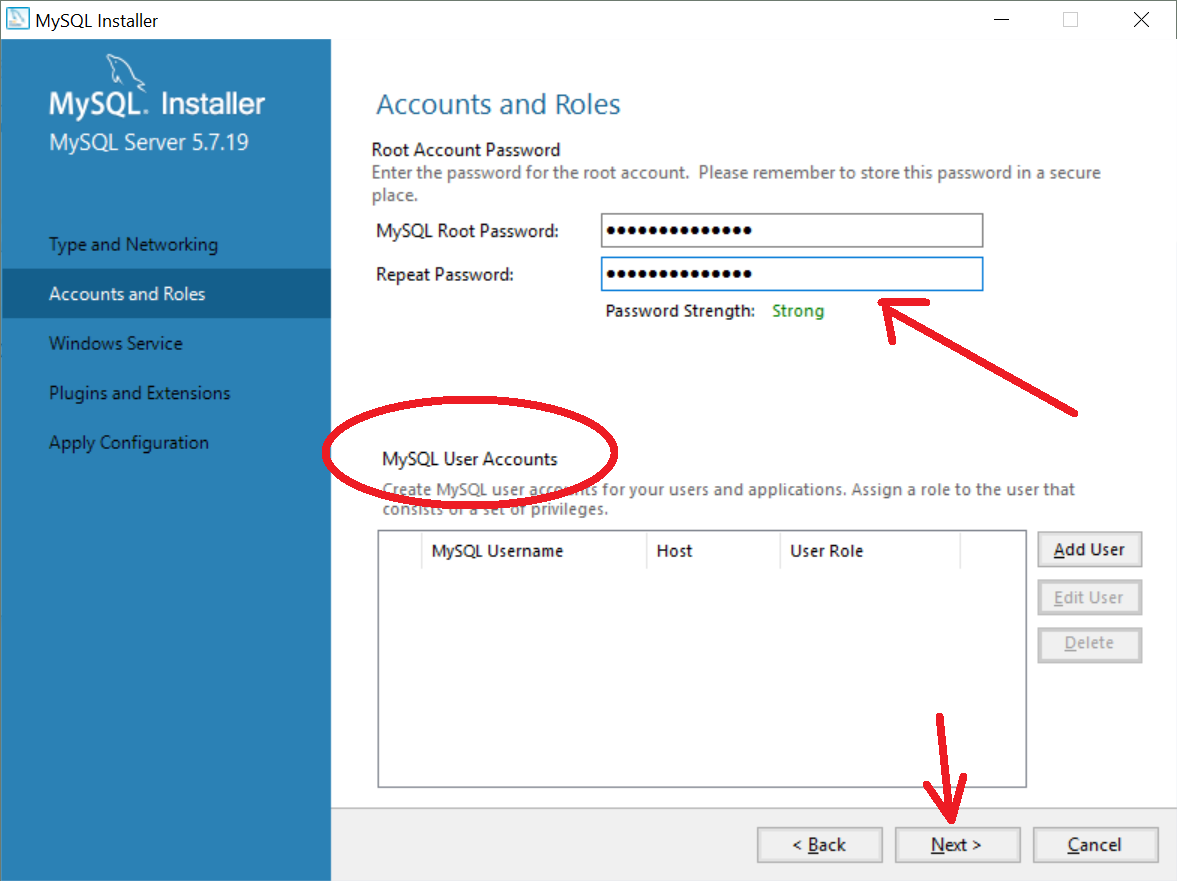 MySQL Installer
MySQL. Installer
MySQL Server 5.7.19
Type and Networking
Accounts and Roles
Windows Service
Plugins and Extensions
Apply Configuration
Accounts and Roles
Root Account Password
Enter the password for the root account.  Please remember to store this password in a secure
place.
MySQL Root Password:
Repeat Password:
Password Strength: Strong
MySQL User Accounts
Create MySQL user accounts for your users and applications. Assign a role to the user that
consists of a set of privileges.
MySQL Username Host User Role
Add User
Edit User
Delete
< Back Next > Cancel